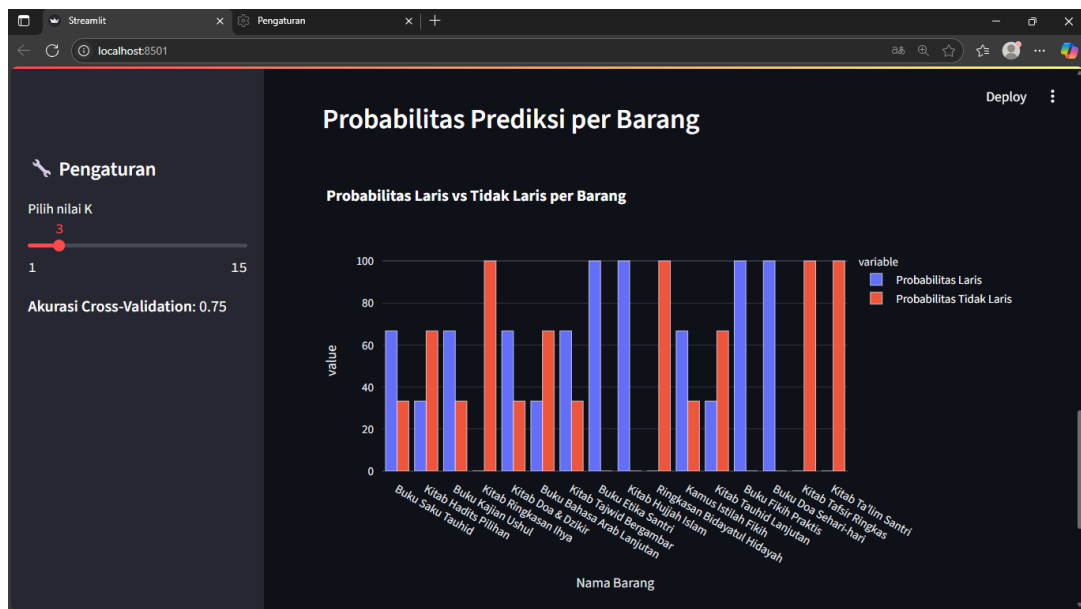 Streamlit
Pengaturan
localhost:8501
Deploy
Pengaturan
Pilih nilai K
3
1 15
Akurasi Cross-Validation: 0.75
Probabilitas Prediksi per Barang
Probabilitas Laris vs Tidak Laris per Barang
variable
Probabilitas Laris
Probabilitas Tidak Laris
value
100
80
60
40
20
0
Buku Saku Tauhid
Kitab Hadits Pilihan
Buku Kajian Ushul
Kitab Ringkasan Ihya
Kitab Doa & Dzikir
Buku Bahasa Arab Lanjutan
Kitab Tajwid Bergambar
Buku Etika Santri
Kitab Hujjah Islam
Ringkasan Bidayatul Hidayah
Kamus Istilah Fikih
Kitab Tauhid Lanjutan
Buku Fikih Praktis
Buku Doa Sehari-hari
Kitab Tafsir Ringkas
Kitab Ta'lim Santri
Nama Barang